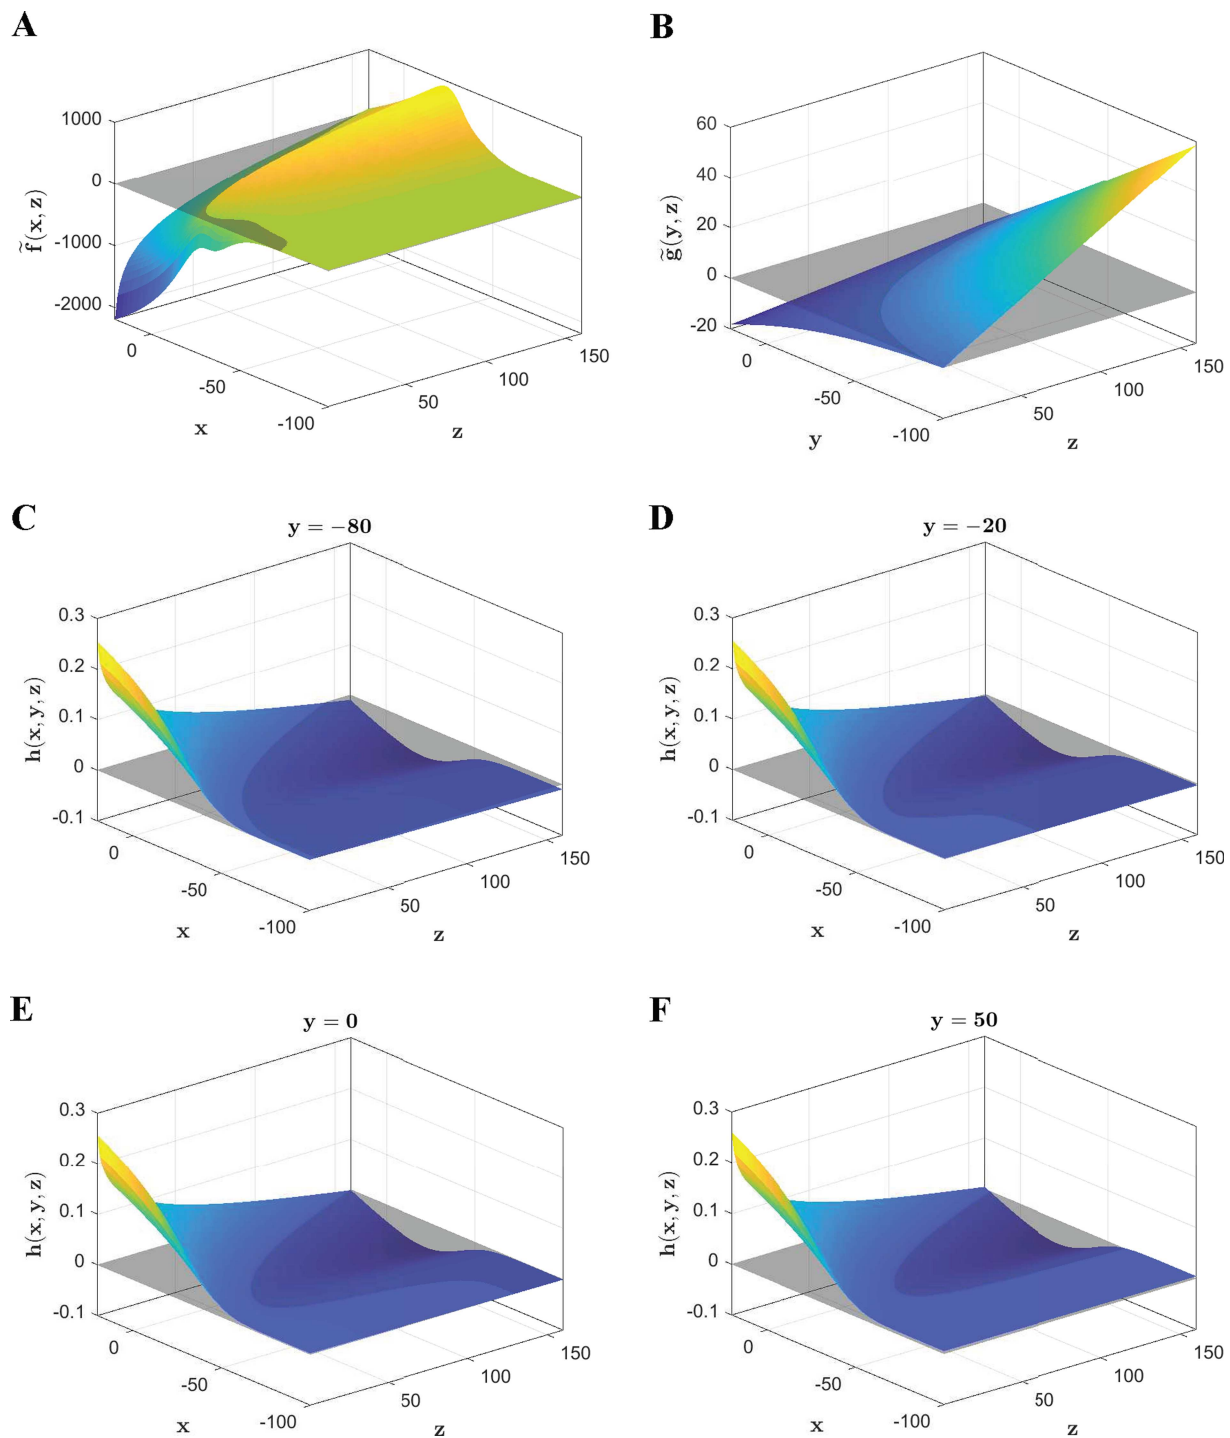 A
1000
0
-1000
-2000
f̃(x, z)
0
-50
-100
x
50
100
150
z
B
60
40
20
0
-20
g̃(y, z)
0
-50
-100
y
50
100
150
z
C
y = −80
0.3
0.2
0.1
0
-0.1
h(x, y, z)
0
-50
-100
x
50
100
150
z
D
y = −20
0.3
0.2
0.1
0
-0.1
h(x, y, z)
0
-50
-100
x
50
100
150
z
E
y = 0
0.3
0.2
0.1
0
-0.1
h(x, y, z)
0
-50
-100
x
50
100
150
z
F
y = 50
0.3
0.2
0.1
0
-0.1
h(x, y, z)
0
-50
-100
x
50
100
150
z